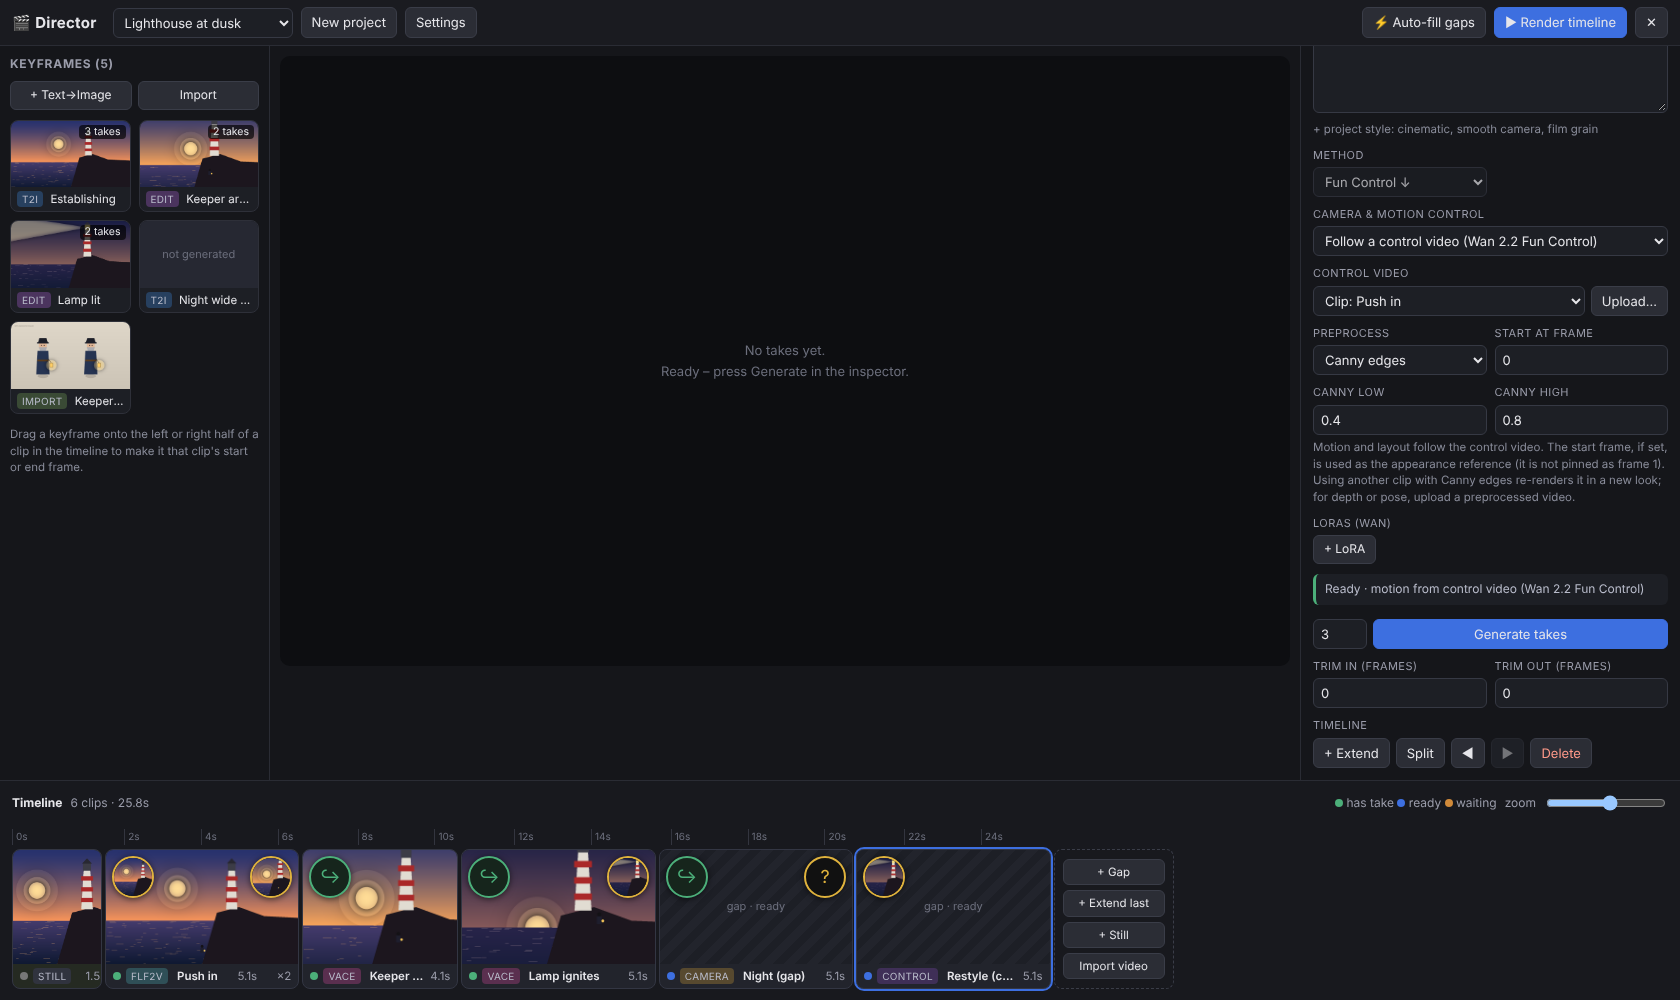 🎬 Director
Lighthouse at dusk
New project
Settings
⚡ Auto-fill gaps
▶ Render timeline
✕
KEYFRAMES (5)
+ Text→Image
Import
3 takes
T2I Establishing
2 takes
EDIT Keeper ar...
2 takes
EDIT Lamp lit
not generated
T2I Night wide ...
IMPORT Keeper...
Drag a keyframe onto the left or right half of a
clip in the timeline to make it that clip's start
or end frame.
No takes yet.
Ready – press Generate in the inspector.
+ project style: cinematic, smooth camera, film grain
METHOD
Fun Control ↓
CAMERA & MOTION CONTROL
Follow a control video (Wan 2.2 Fun Control)
CONTROL VIDEO
Clip: Push in
Upload...
PREPROCESS
START AT FRAME
Canny edges
0
CANNY LOW
CANNY HIGH
0.4
0.8
Motion and layout follow the control video. The start frame, if set,
is used as the appearance reference (it is not pinned as frame 1).
Using another clip with Canny edges re-renders it in a new look;
for depth or pose, upload a preprocessed video.
LORAS (WAN)
+ LoRA
Ready · motion from control video (Wan 2.2 Fun Control)
3
Generate takes
TRIM IN (FRAMES)
TRIM OUT (FRAMES)
0
0
TIMELINE
+ Extend
Split
◀
▶
Delete
Timeline 6 clips · 25.8s
has take ready waiting zoom
0s 2s 4s 6s 8s 10s 12s 14s 16s 18s 20s 22s 24s
STILL 1.5
FLF2V Push in 5.1s ×2
↪
VACE Keeper ... 4.1s
↪
VACE Lamp ignites 5.1s
↪
?
gap · ready
CAMERA Night (gap) 5.1s
gap · ready
CONTROL Restyle (c... 5.1s
+ Gap
+ Extend last
+ Still
Import video